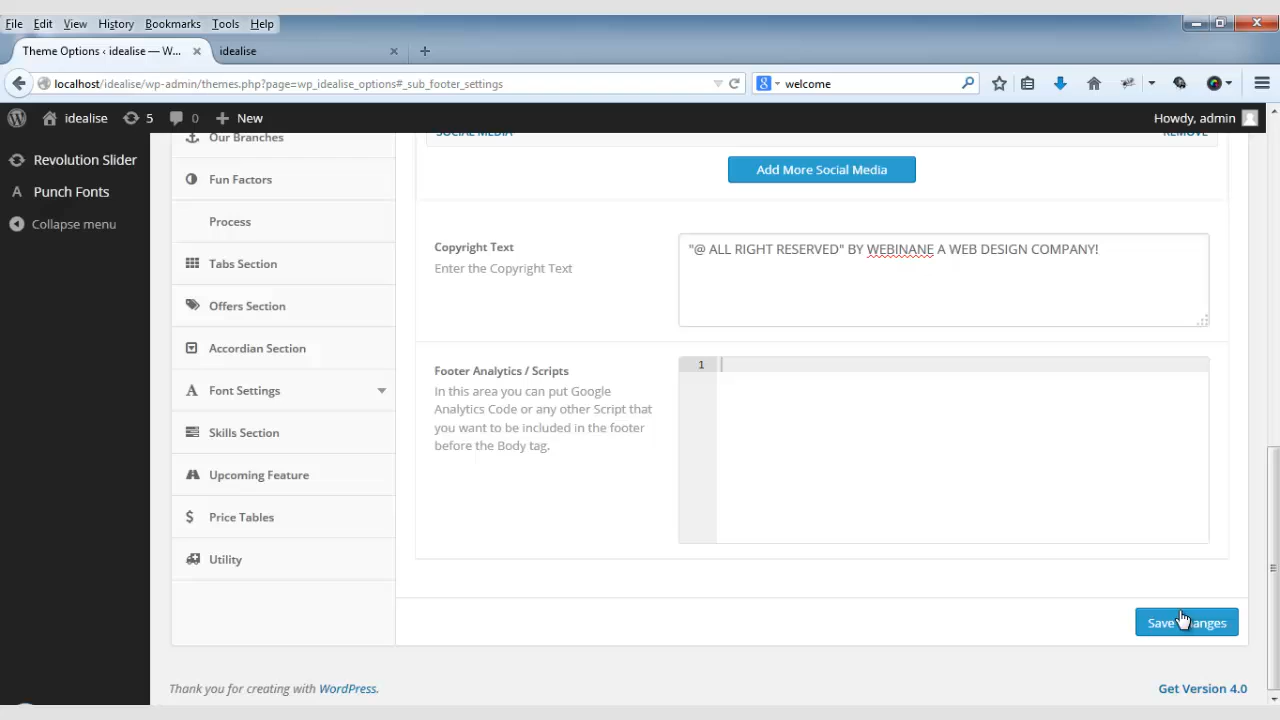 File Edit View History Bookmarks Tools Help
Theme Options ‹ idealise — W...
idealise
localhost/idealise/wp-admin/themes.php?page=wp_idealise_options#_sub_footer_settings
welcome
idealise 5 0 New
Howdy, admin
Revolution Slider
Punch Fonts
Collapse menu
Our Branches
Fun Factors
Process
Tabs Section
Offers Section
Accordian Section
Font Settings
Skills Section
Upcoming Feature
Price Tables
Utility
SOCIAL MEDIA
REMOVE
Add More Social Media
Copyright Text
Enter the Copyright Text
"@ ALL RIGHT RESERVED" BY WEBINANE A WEB DESIGN COMPANY!
Footer Analytics / Scripts
In this area you can put Google
Analytics Code or any other Script that
you want to be included in the footer
before the Body tag.
1
Save Changes
Thank you for creating with WordPress.
Get Version 4.0